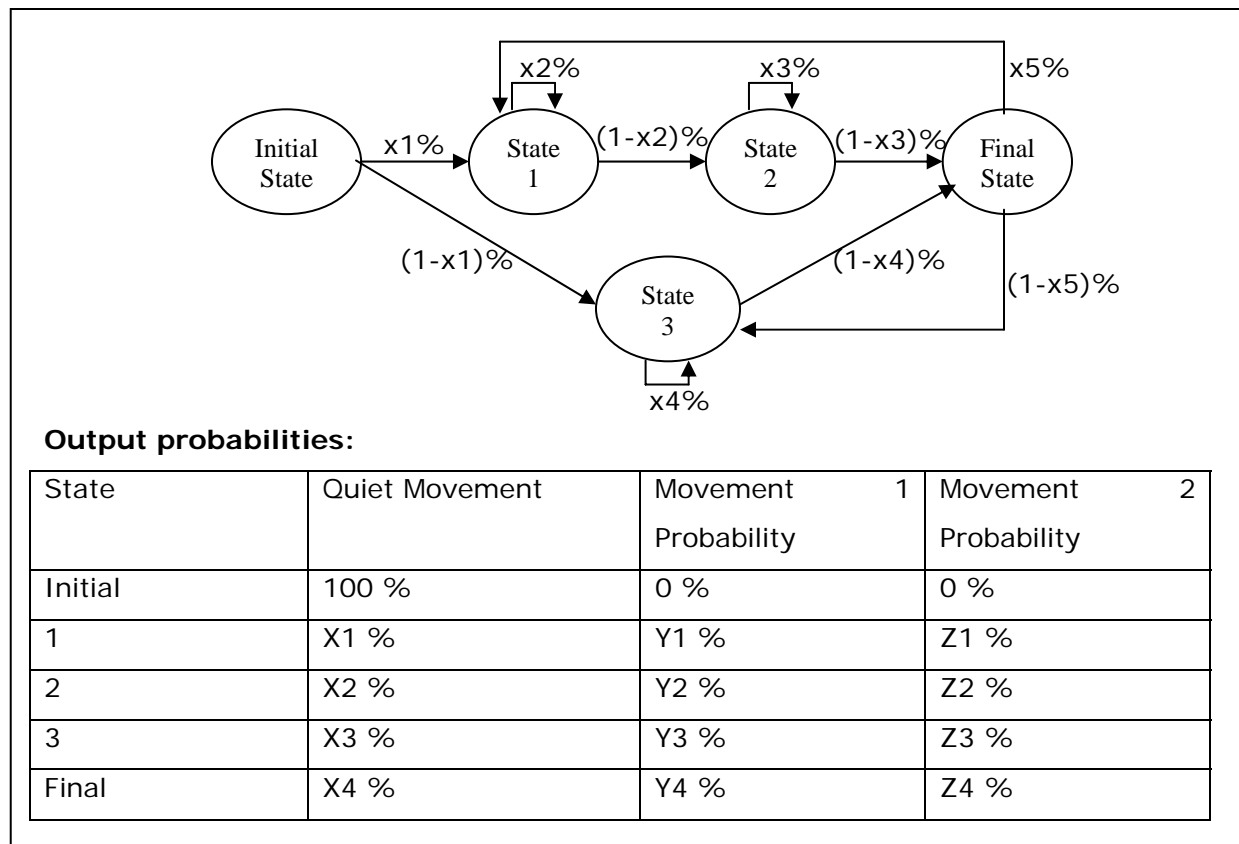 x2%
x3%
x5%
Initial State
x1%
State 1
(1-x2)%
State 2
(1-x3)%
Final State
(1-x1)%
(1-x4)%
(1-x5)%
State 3
x4%
Output probabilities:
State Quiet Movement Movement 1 Movement 2
Probability Probability
Initial 100 % 0 % 0 %
1 X1 % Y1 % Z1 %
2 X2 % Y2 % Z2 %
3 X3 % Y3 % Z3 %
Final X4 % Y4 % Z4 %